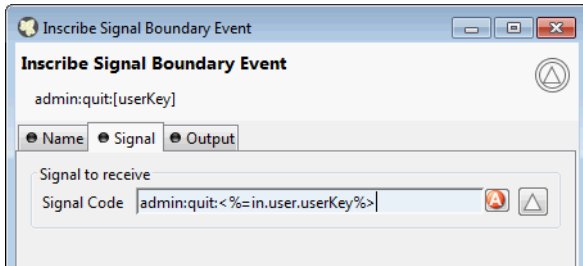 Inscribe Signal Boundary Event
Inscribe Signal Boundary Event
admin:quit:[userKey]
Name Signal Output
Signal to receive
Signal Code admin:quit:<%=in.user.userKey%> A